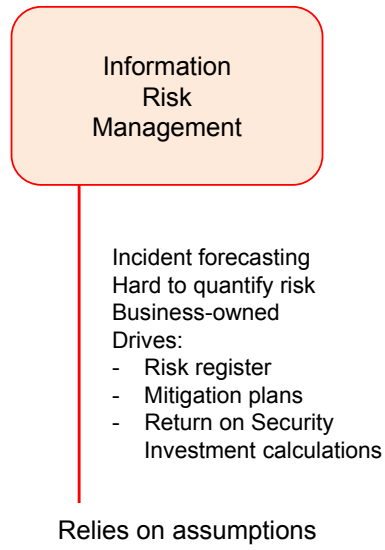 Information
Risk
Management
Incident forecasting
Hard to quantify risk
Business-owned
Drives:
- Risk register
- Mitigation plans
- Return on Security
Investment calculations
Relies on assumptions